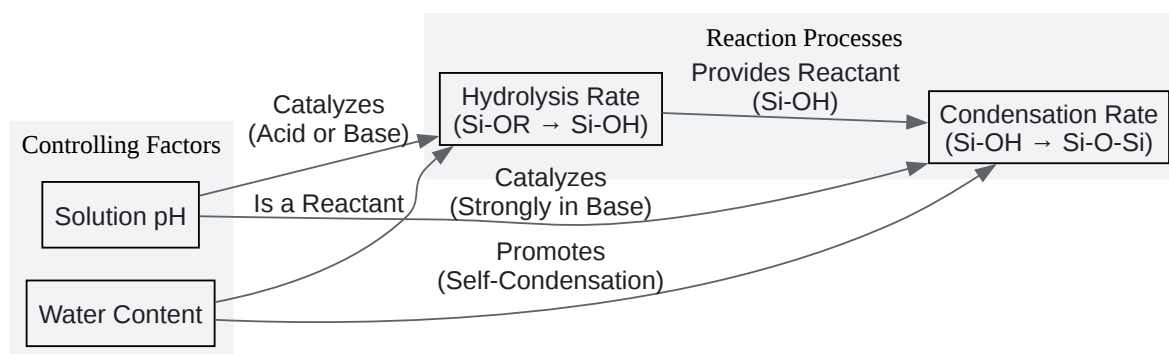 Reaction Processes
Provides Reactant
(Si-OH)
Hydrolysis Rate
(Si-OR → Si-OH)
Condensation Rate
(Si-OH → Si-O-Si)
Catalyzes
(Acid or Base)
Controlling Factors
Solution pH
Is a Reactant
Catalyzes
(Strongly in Base)
Promotes
(Self-Condensation)
Water Content